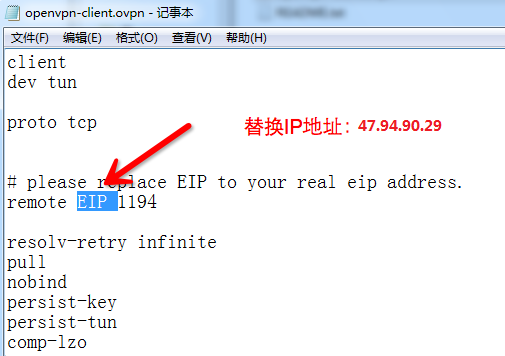 openvpn-client.ovpn - 记事本
文件(F) 编辑(E) 格式(O) 查看(V) 帮助(H)
client
dev tun
proto tcp
替换IP地址：47.94.90.29
# please replace EIP to your real eip address.
remote EIP 1194
resolv-retry infinite
pull
nobind
persist-key
persist-tun
comp-lzo